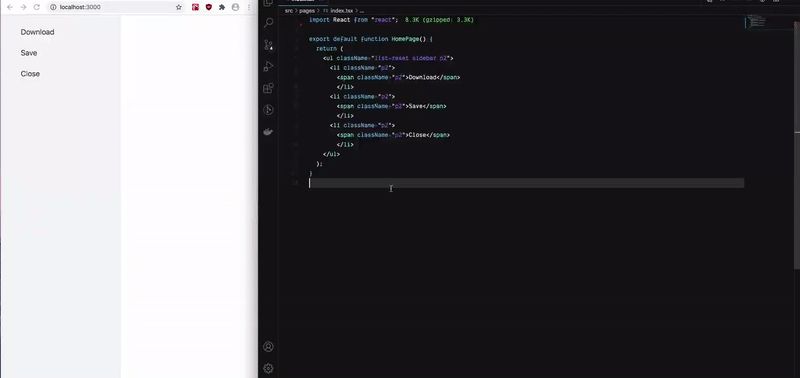 localhost:3000
Download
Save
Close
src > pages > index.tsx > ...
import React from "react"; 8.3K (gzipped: 3.3K)
export default function HomePage() {
return (
<ul className="list-reset sidebar p2">
<li className="p2">
<span className="p2">Download</span>
</li>
<li className="p2">
<span className="p2">Save</span>
</li>
<li className="p2">
<span className="p2">Close</span>
</li>
</ul>
);
}